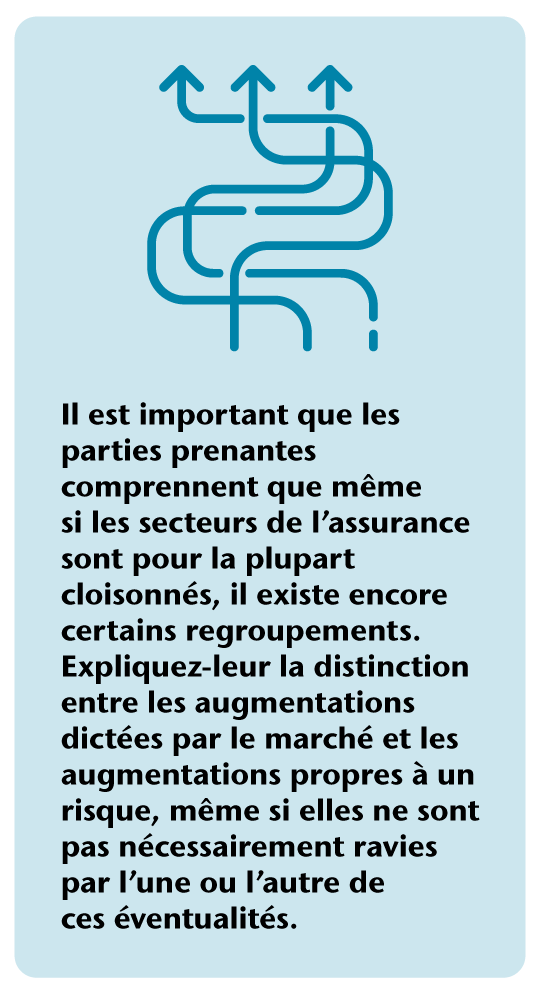 Il est important que les
parties prenantes
comprennent que même
si les secteurs de l’assurance
sont pour la plupart
cloisonnés, il existe encore
certains regroupements.
Expliquez-leur la distinction
entre les augmentations
dictées par le marché et les
augmentations propres à un
risque, même si elles ne sont
pas nécessairement ravies
par l’une ou l’autre de
ces éventualités.